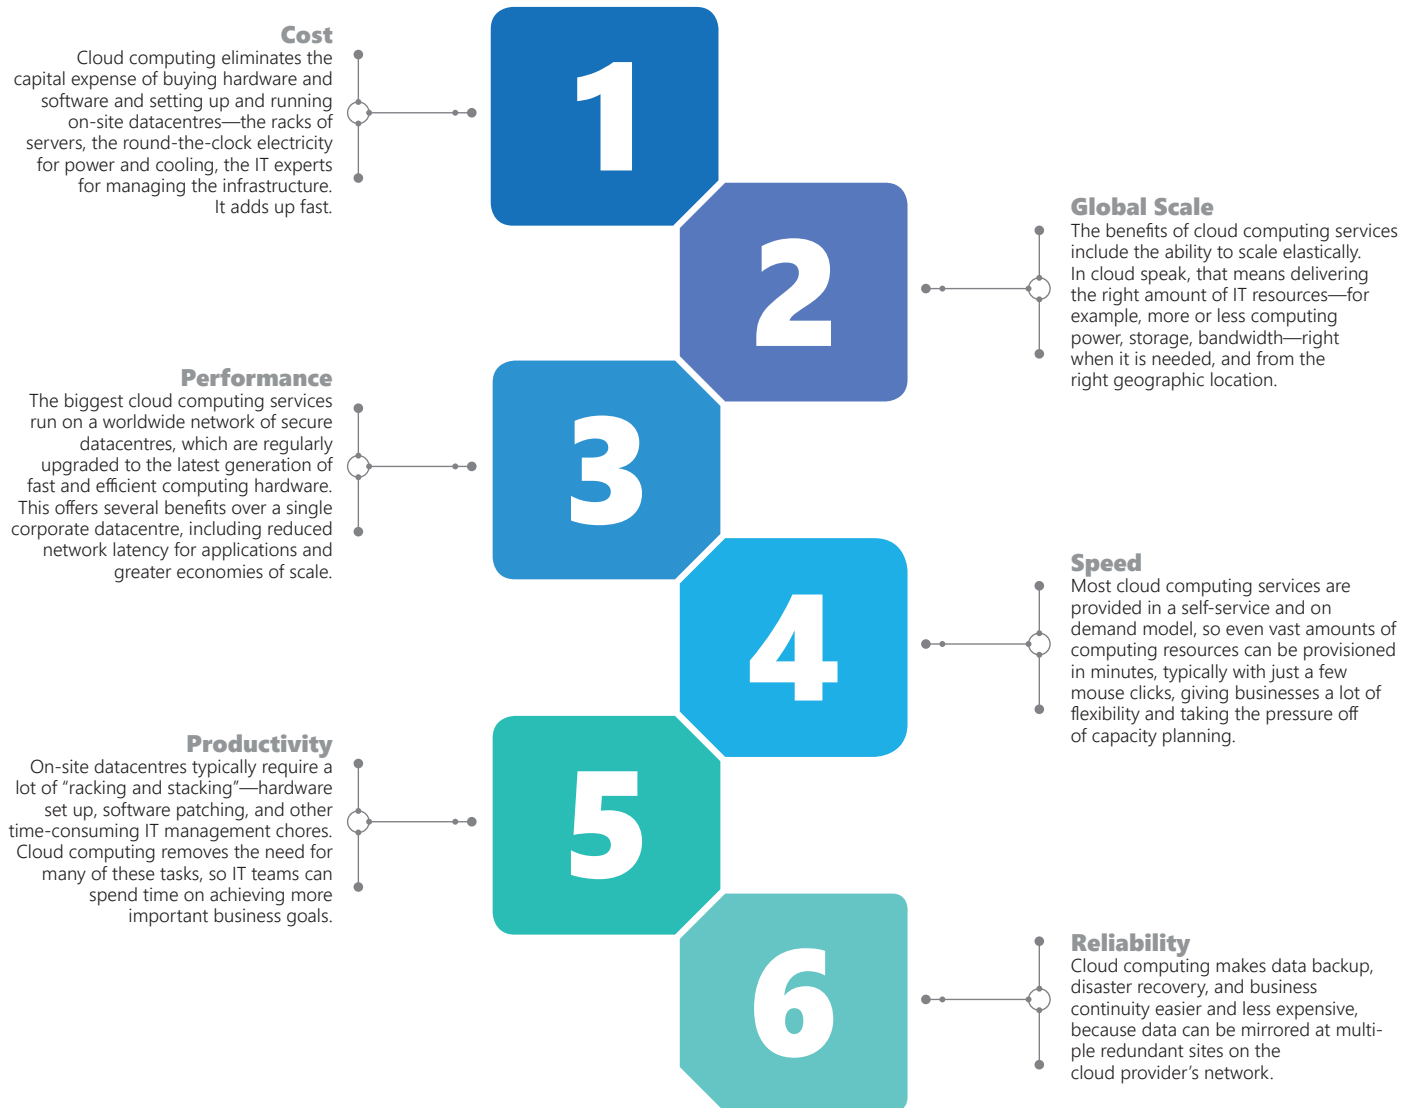 1
Cost
Cloud computing eliminates the
capital expense of buying hardware and
software and setting up and running
on-site datacentres—the racks of
servers, the round-the-clock electricity
for power and cooling, the IT experts
for managing the infrastructure.
It adds up fast.
2
Global Scale
The benefits of cloud computing services
include the ability to scale elastically.
In cloud speak, that means delivering
the right amount of IT resources—for
example, more or less computing
power, storage, bandwidth—right
when it is needed, and from the
right geographic location.
3
Performance
The biggest cloud computing services
run on a worldwide network of secure
datacentres, which are regularly
upgraded to the latest generation of
fast and efficient computing hardware.
This offers several benefits over a single
corporate datacentre, including reduced
network latency for applications and
greater economies of scale.
4
Speed
Most cloud computing services are
provided in a self-service and on
demand model, so even vast amounts of
computing resources can be provisioned
in minutes, typically with just a few
mouse clicks, giving businesses a lot of
flexibility and taking the pressure off
of capacity planning.
5
Productivity
On-site datacentres typically require a
lot of “racking and stacking”—hardware
set up, software patching, and other
time-consuming IT management chores.
Cloud computing removes the need for
many of these tasks, so IT teams can
spend time on achieving more
important business goals.
6
Reliability
Cloud computing makes data backup,
disaster recovery, and business
continuity easier and less expensive,
because data can be mirrored at multi-
ple redundant sites on the
cloud provider’s network.